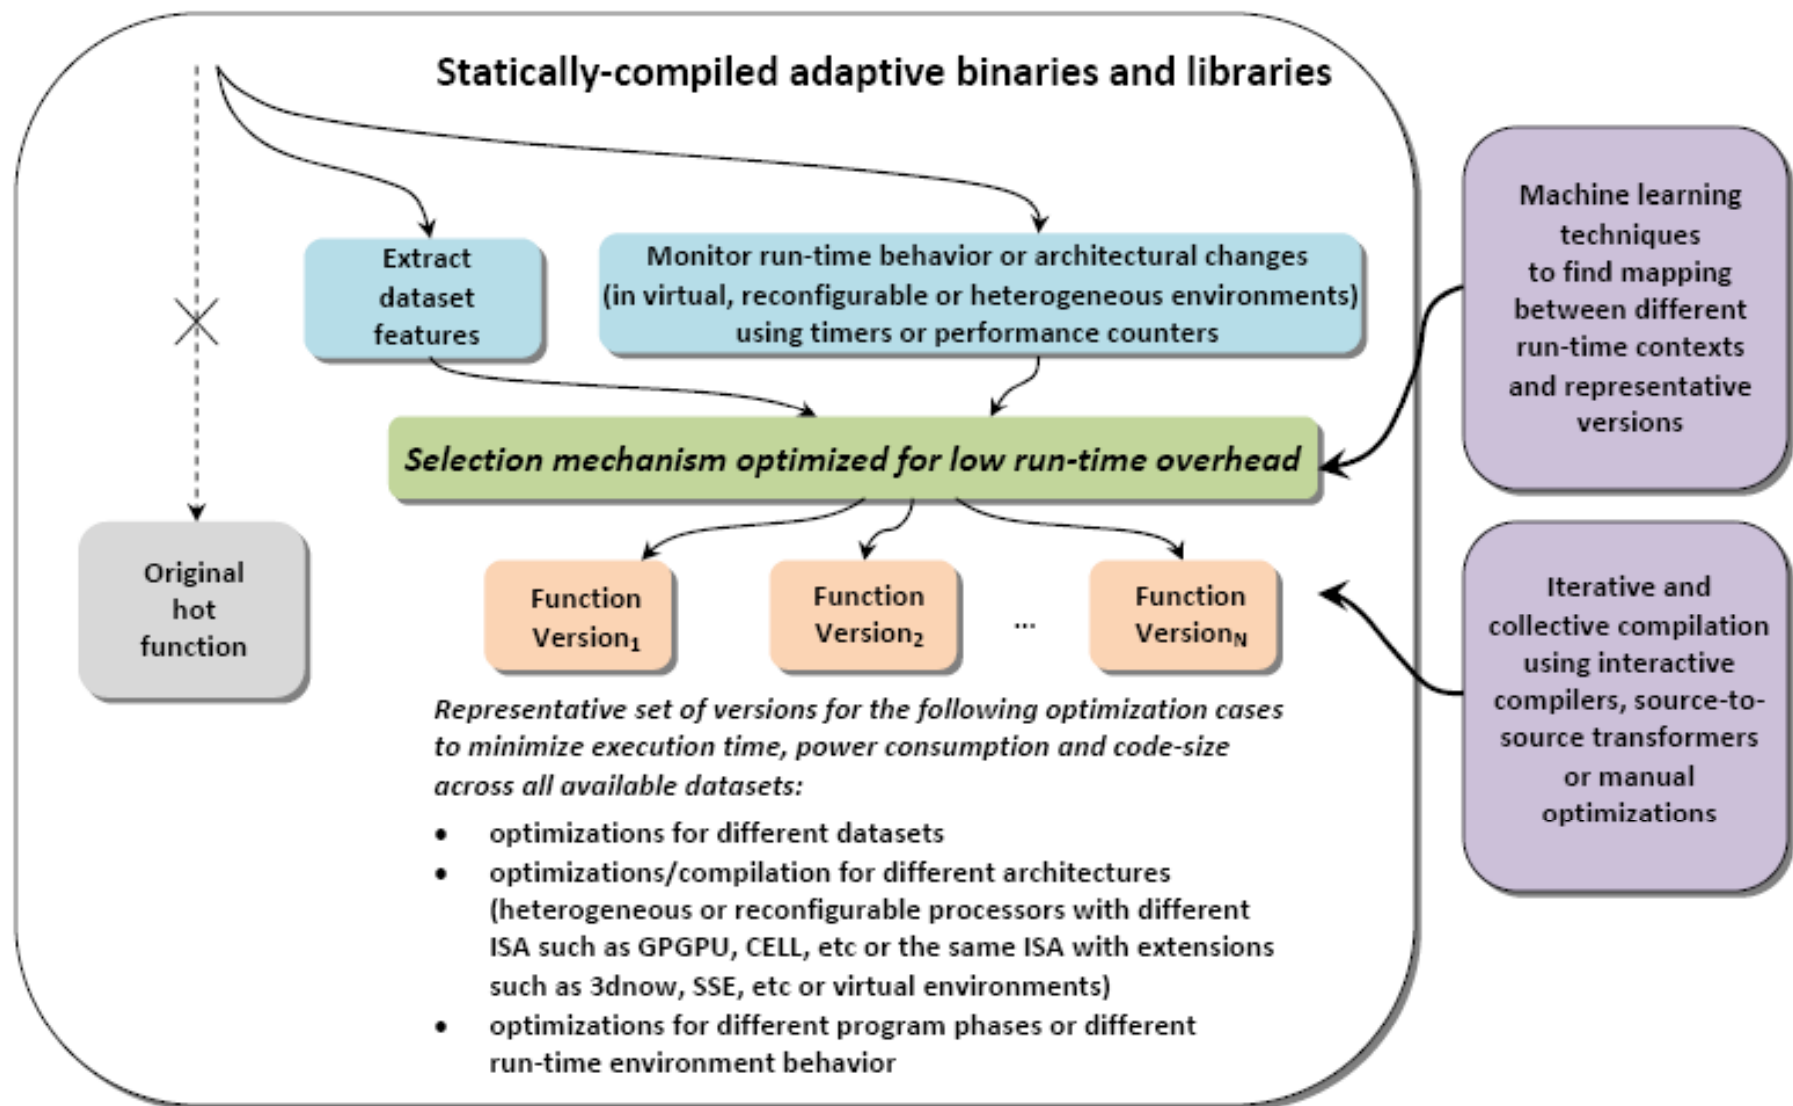 Statically-compiled adaptive binaries and libraries
Extract
dataset
features
Monitor run-time behavior or architectural changes
(in virtual, reconfigurable or heterogeneous environments)
using timers or performance counters
Machine learning
techniques
to find mapping
between different
run-time contexts
and representative
versions
Selection mechanism optimized for low run-time overhead
Original
hot
function
Function
Version₁
Function
Version₂
...
Function
Versionɴ
Iterative and
collective compilation
using interactive
compilers, source-to-
source transformers
or manual
optimizations
Representative set of versions for the following optimization cases
to minimize execution time, power consumption and code-size
across all available datasets:
• optimizations for different datasets
• optimizations/compilation for different architectures
(heterogeneous or reconfigurable processors with different
ISA such as GPGPU, CELL, etc or the same ISA with extensions
such as 3dnow, SSE, etc or virtual environments)
• optimizations for different program phases or different
run-time environment behavior